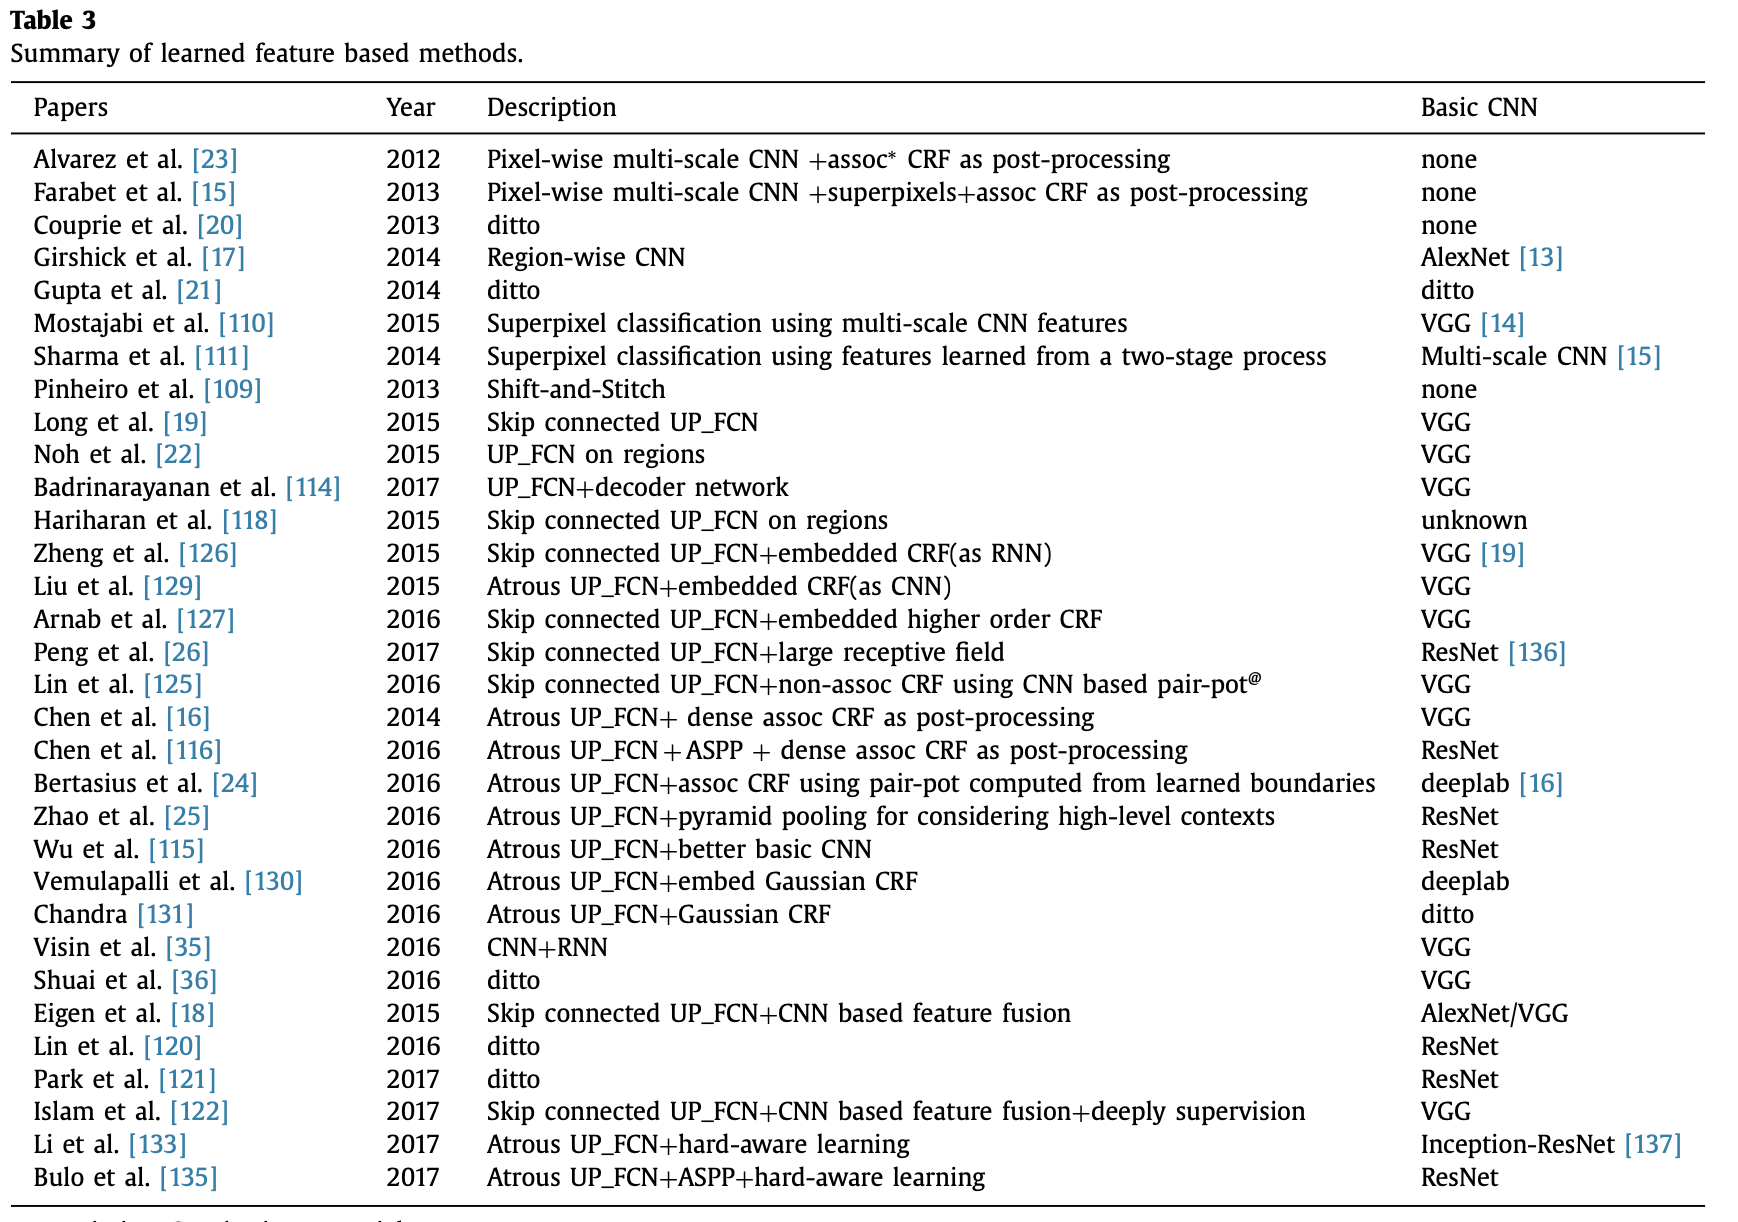 Table 3
Summary of learned feature based methods.
Papers Year Description Basic CNN
Alvarez et al. [23] 2012 Pixel-wise multi-scale CNN +assoc* CRF as post-processing none
Farabet et al. [15] 2013 Pixel-wise multi-scale CNN +superpixels+assoc CRF as post-processing none
Couprie et al. [20] 2013 ditto none
Girshick et al. [17] 2014 Region-wise CNN AlexNet [13]
Gupta et al. [21] 2014 ditto ditto
Mostajabi et al. [110] 2015 Superpixel classification using multi-scale CNN features VGG [14]
Sharma et al. [111] 2014 Superpixel classification using features learned from a two-stage process Multi-scale CNN [15]
Pinheiro et al. [109] 2013 Shift-and-Stitch none
Long et al. [19] 2015 Skip connected UP_FCN VGG
Noh et al. [22] 2015 UP_FCN on regions VGG
Badrinarayanan et al. [114] 2017 UP_FCN+decoder network VGG
Hariharan et al. [118] 2015 Skip connected UP_FCN on regions unknown
Zheng et al. [126] 2015 Skip connected UP_FCN+embedded CRF(as RNN) VGG [19]
Liu et al. [129] 2015 Atrous UP_FCN+embedded CRF(as CNN) VGG
Arnab et al. [127] 2016 Skip connected UP_FCN+embedded higher order CRF VGG
Peng et al. [26] 2017 Skip connected UP_FCN+large receptive field ResNet [136]
Lin et al. [125] 2016 Skip connected UP_FCN+non-assoc CRF using CNN based pair-pot@ VGG
Chen et al. [16] 2014 Atrous UP_FCN+ dense assoc CRF as post-processing VGG
Chen et al. [116] 2016 Atrous UP_FCN + ASPP + dense assoc CRF as post-processing ResNet
Bertasius et al. [24] 2016 Atrous UP_FCN+assoc CRF using pair-pot computed from learned boundaries deeplab [16]
Zhao et al. [25] 2016 Atrous UP_FCN+pyramid pooling for considering high-level contexts ResNet
Wu et al. [115] 2016 Atrous UP_FCN+better basic CNN ResNet
Vemulapalli et al. [130] 2016 Atrous UP_FCN+embed Gaussian CRF deeplab
Chandra [131] 2016 Atrous UP_FCN+Gaussian CRF ditto
Visin et al. [35] 2016 CNN+RNN VGG
Shuai et al. [36] 2016 ditto VGG
Eigen et al. [18] 2015 Skip connected UP_FCN+CNN based feature fusion AlexNet/VGG
Lin et al. [120] 2016 ditto ResNet
Park et al. [121] 2017 ditto ResNet
Islam et al. [122] 2017 Skip connected UP_FCN+CNN based feature fusion+deeply supervision VGG
Li et al. [133] 2017 Atrous UP_FCN+hard-aware learning Inception-ResNet [137]
Bulo et al. [135] 2017 Atrous UP_FCN+ASPP+hard-aware learning ResNet